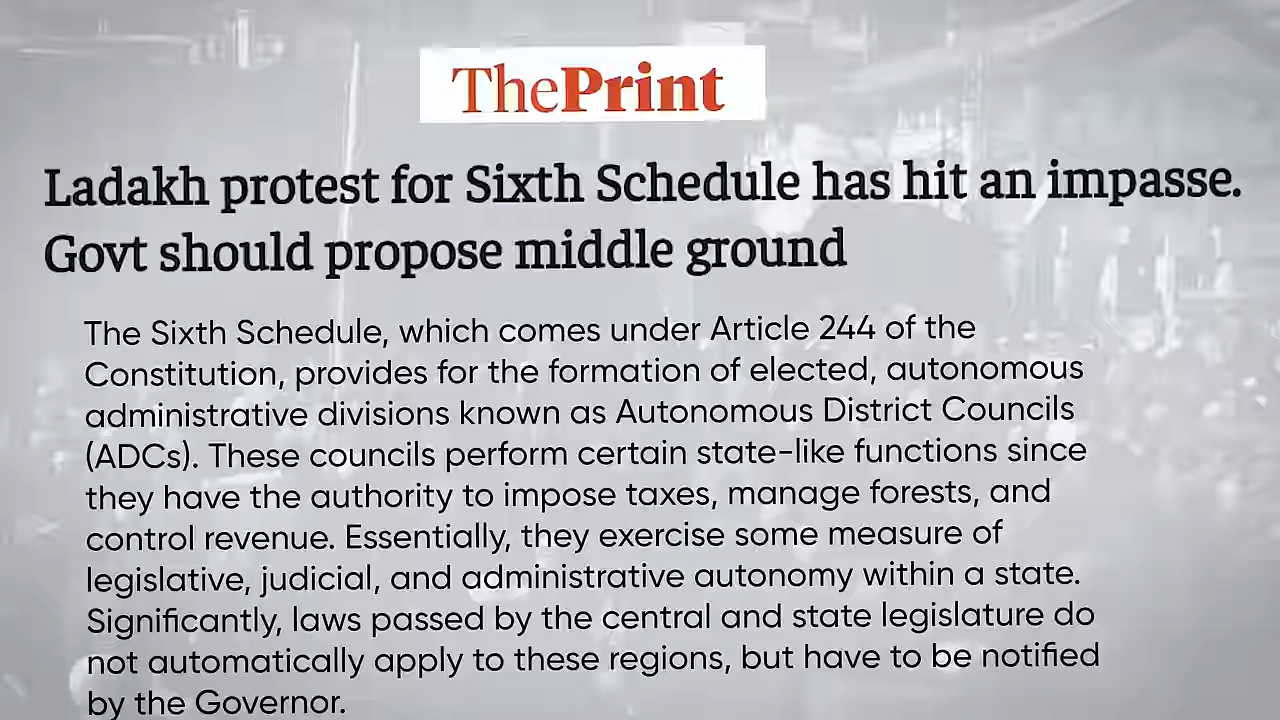 ThePrint
Ladakh protest for Sixth Schedule has hit an impasse.
Govt should propose middle ground
The Sixth Schedule, which comes under Article 244 of the
Constitution, provides for the formation of elected, autonomous
administrative divisions known as Autonomous District Councils
(ADCs). These councils perform certain state-like functions since
they have the authority to impose taxes, manage forests, and
control revenue. Essentially, they exercise some measure of
legislative, judicial, and administrative autonomy within a state.
Significantly, laws passed by the central and state legislature do
not automatically apply to these regions, but have to be notified
by the Governor.